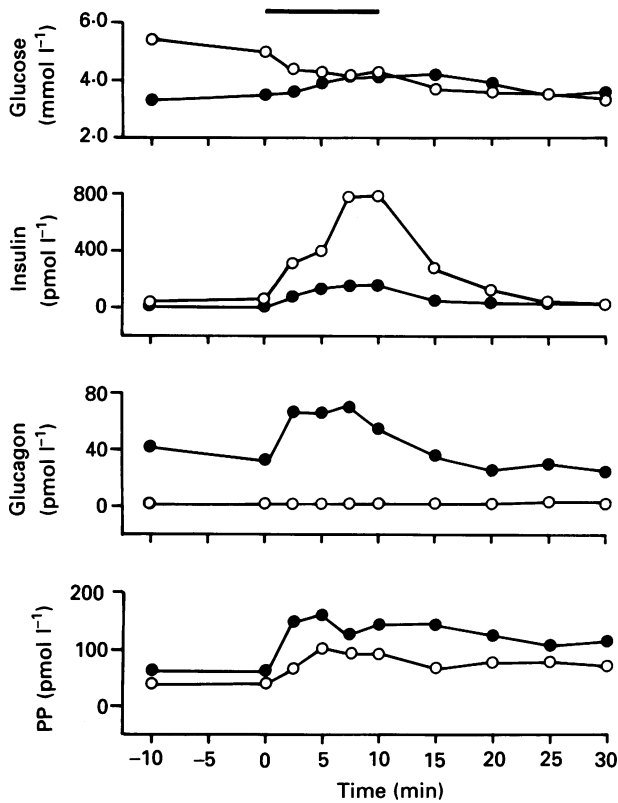 Glucose
(mmol l⁻¹)
6·0
4·0
2·0
Insulin
(pmol l⁻¹)
800
400
0
Glucagon
(pmol l⁻¹)
80
40
0
PP (pmol l⁻¹)
200
100
0
−10 −5 0 5 10 15 20 25 30
Time (min)